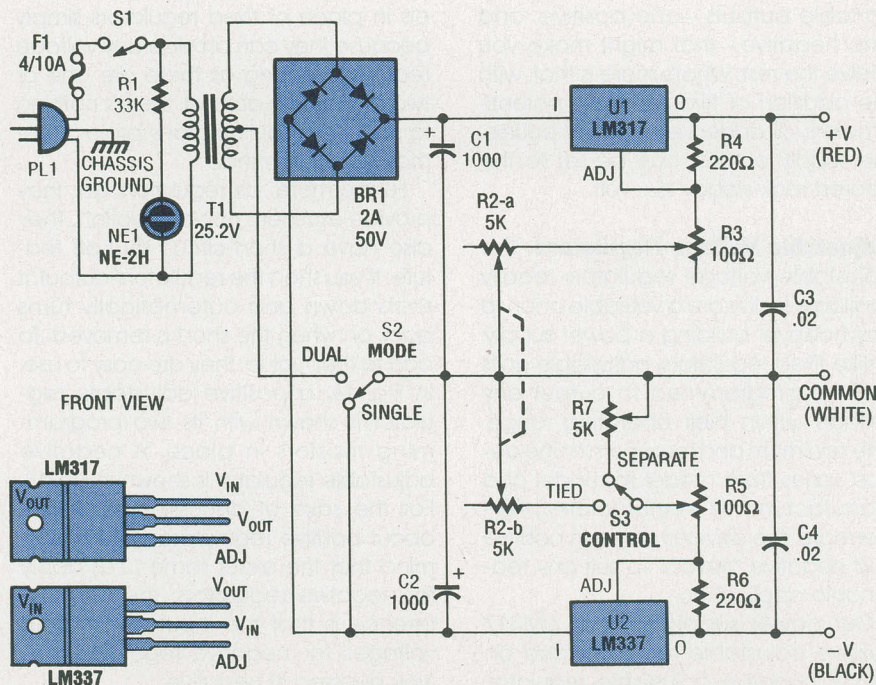 S1
F1
4/10A
R1
33K
PL1
CHASSIS
GROUND
NE1
NE-2H
T1
25.2V
BR1
2A
50V
C1
1000
+
I
U1
LM317
O
ADJ
R4
220Ω
+V
(RED)
R2-a
5K
R3
100Ω
C3
.02
S2
MODE
DUAL
SINGLE
COMMON
(WHITE)
R7
5K
SEPARATE
TIED
S3
CONTROL
R2-b
5K
R5
100Ω
C4
.02
C2
1000
+
ADJ
R6
220Ω
I
U2
LM337
O
−V
(BLACK)
FRONT VIEW
LM317
VOUT
VIN
VOUT
ADJ
VIN
VOUT
VIN
ADJ
LM337